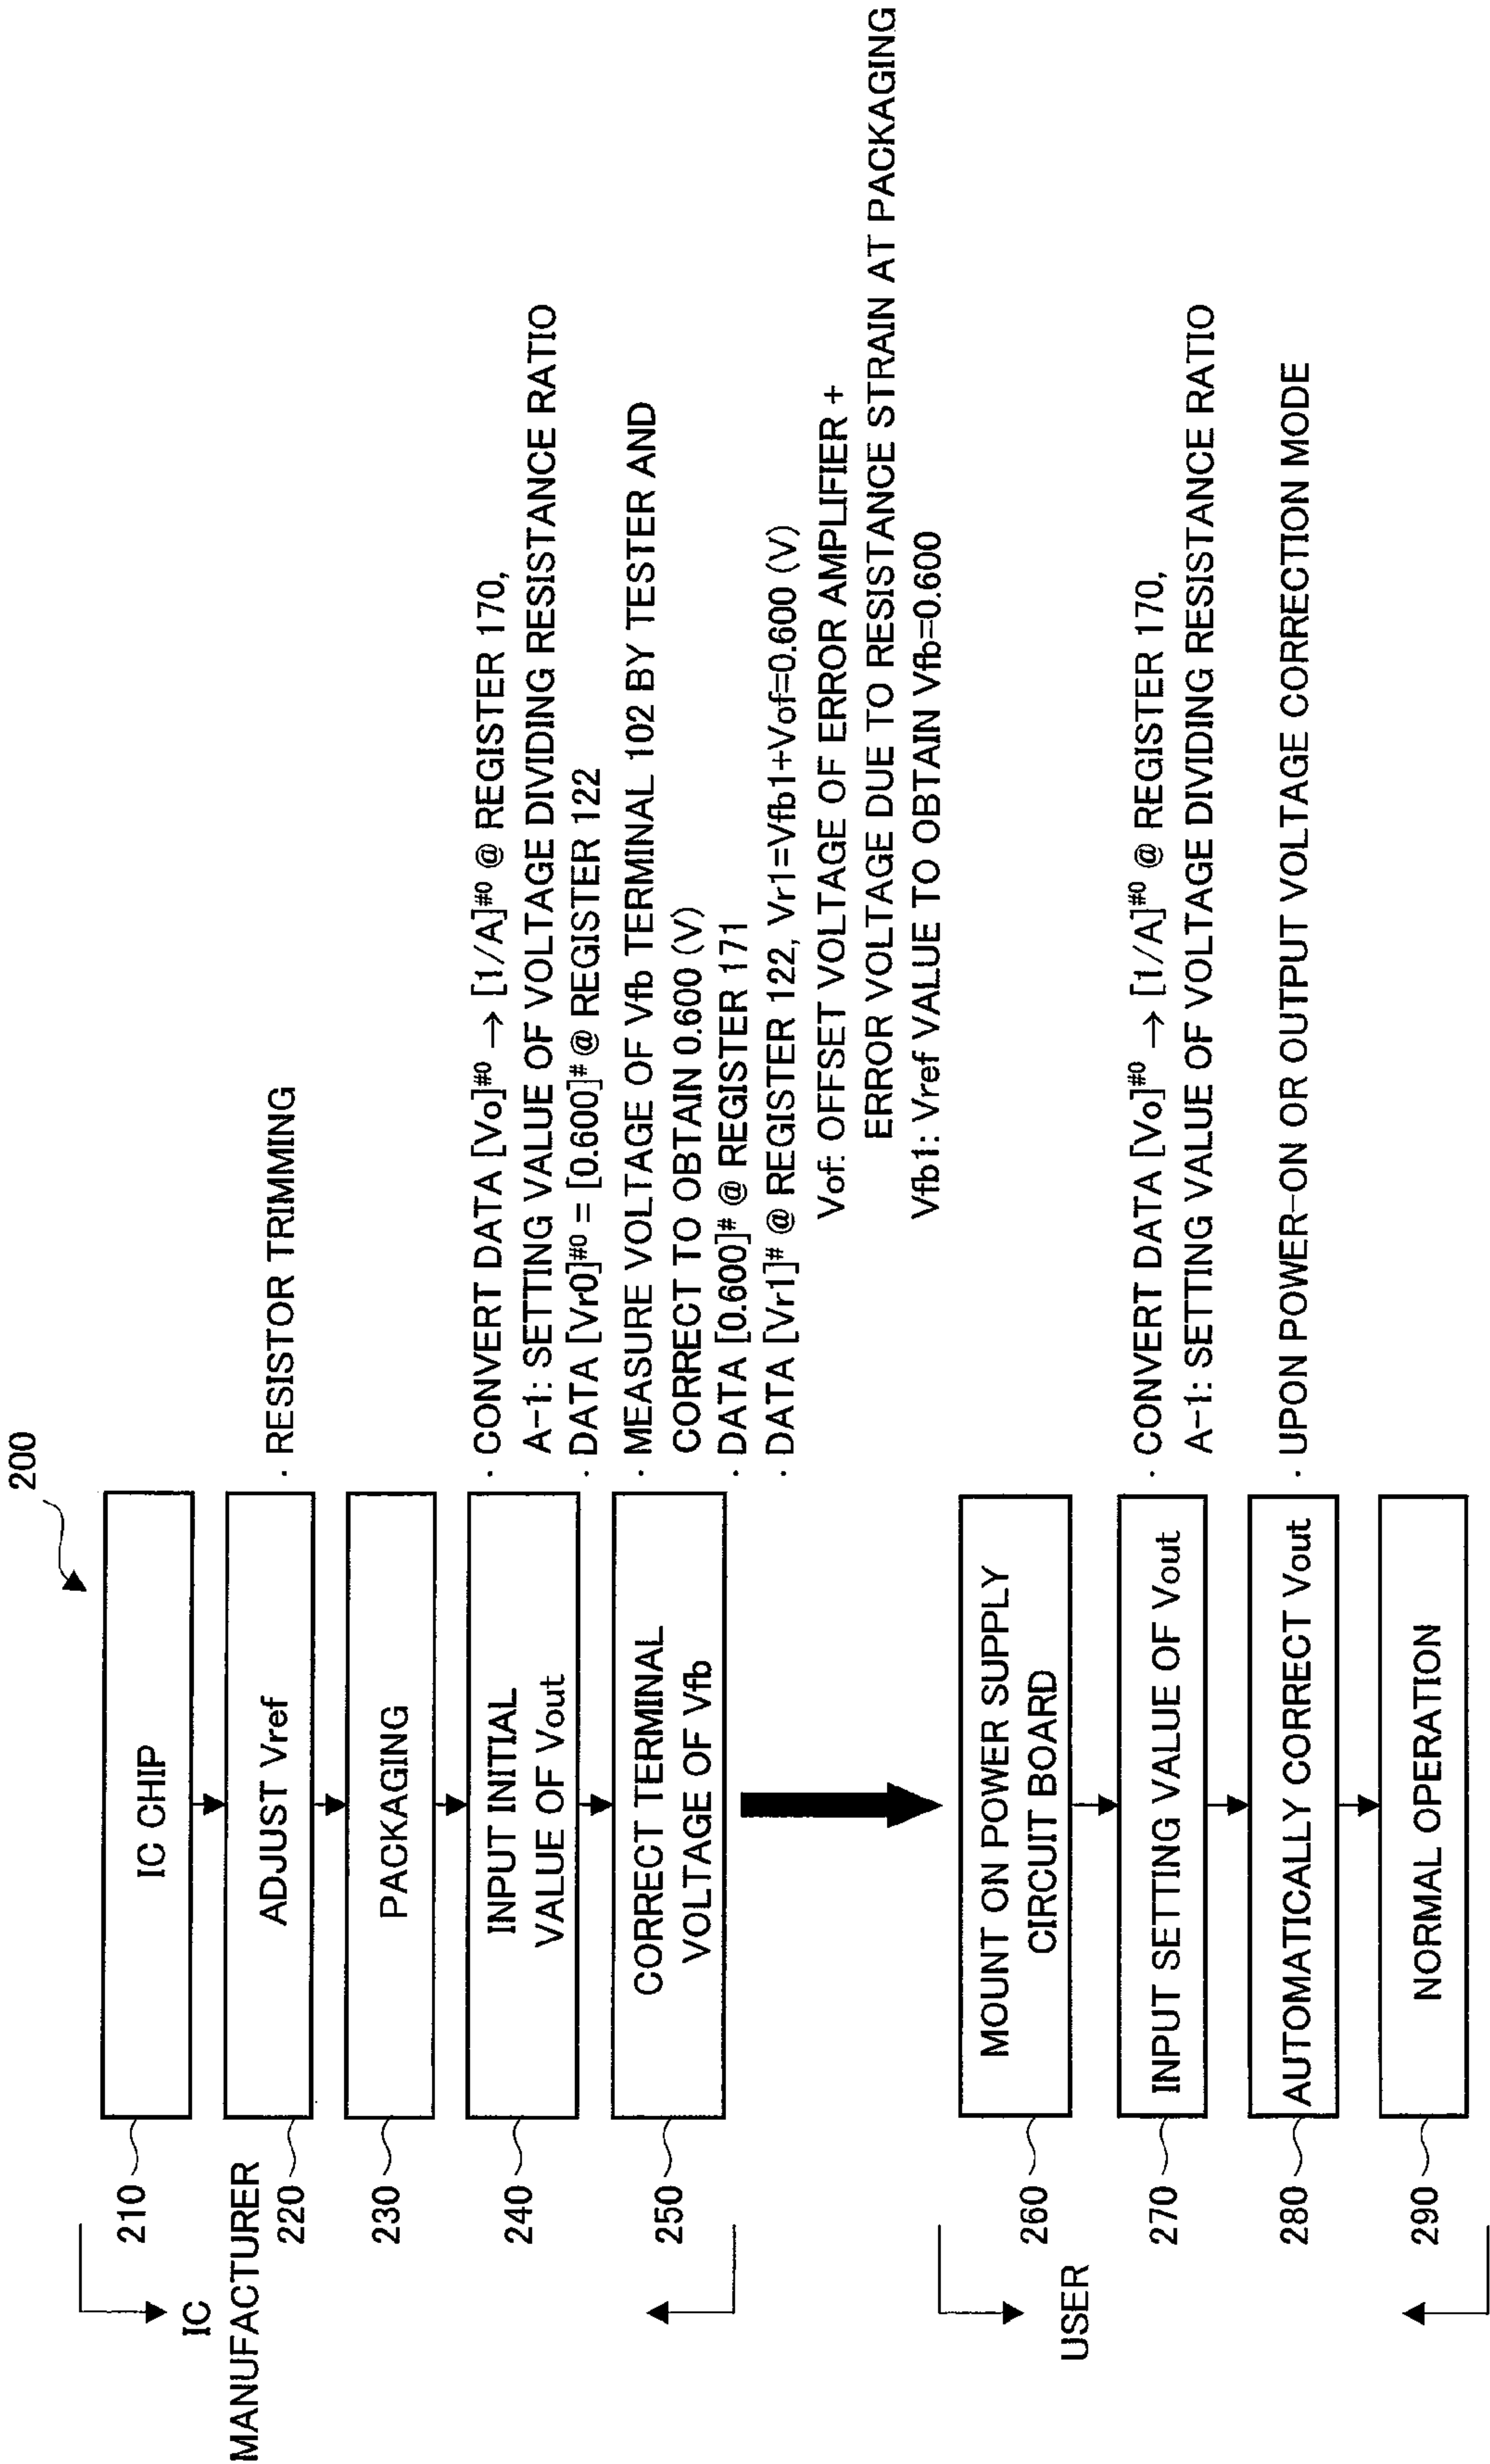 200
IC
MANUFACTURER
210
IC CHIP
220
ADJUST Vref
· RESISTOR TRIMMING
230
PACKAGING
240
INPUT INITIAL
VALUE OF Vout
· CONVERT DATA [Vo]#0 → [1/A]#0 @ REGISTER 170,
A-1: SETTING VALUE OF VOLTAGE DIVIDING RESISTANCE RATIO
· DATA [Vr0]#0 = [0.600]# @ REGISTER 122
250
CORRECT TERMINAL
VOLTAGE OF Vfb
· MEASURE VOLTAGE OF Vfb TERMINAL 102 BY TESTER AND
CORRECT TO OBTAIN 0.600 (V)
· DATA [0.600]# @ REGISTER 171
· DATA [Vr1]# @ REGISTER 122, Vr1=Vfb1+Vof=0.600 (V)
Vof: OFFSET VOLTAGE OF ERROR AMPLIFIER +
ERROR VOLTAGE DUE TO RESISTANCE STRAIN AT PACKAGING
Vfb1: Vref VALUE TO OBTAIN Vfb=0.600
USER
260
MOUNT ON POWER SUPPLY
CIRCUIT BOARD
270
INPUT SETTING VALUE OF Vout
· CONVERT DATA [Vo]#0 → [1/A]#0 @ REGISTER 170,
A-1: SETTING VALUE OF VOLTAGE DIVIDING RESISTANCE RATIO
280
AUTOMATICALLY CORRECT Vout
· UPON POWER-ON OR OUTPUT VOLTAGE CORRECTION MODE
290
NORMAL OPERATION